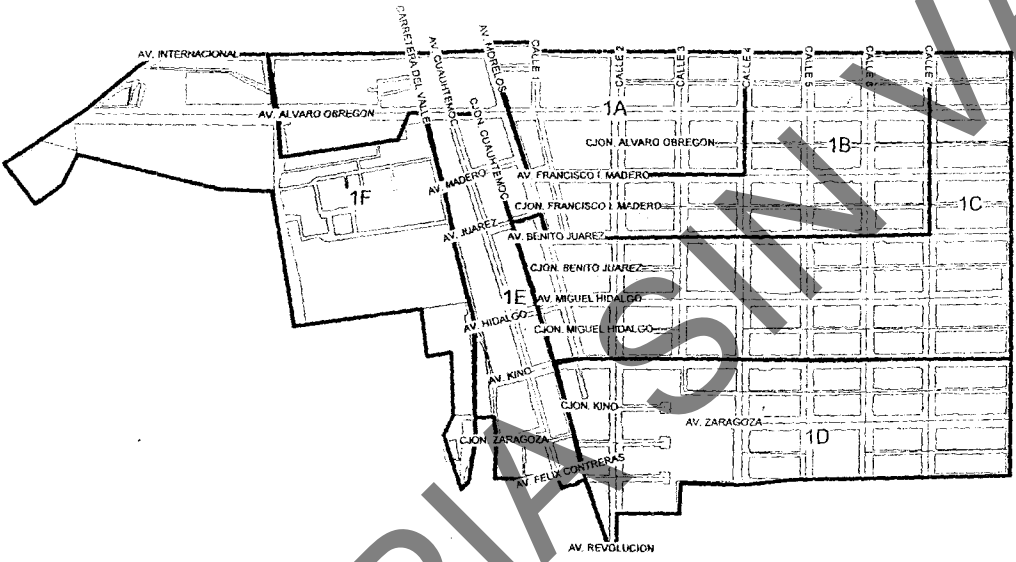 AV. INTERNACIONAL
CARRETERA DEL VALLE
AV. CUAUHTEMOC
CJON. CUAUHTEMOC
AV. MORELOS
CALLE 1
CALLE 2
CALLE 3
CALLE 4
CALLE 5
CALLE 6
CALLE 7
AV. ALVARO OBREGON
1A
CJON. ALVARO OBREGON
1B
AV. MADERO
AV. FRANCISCO I. MADERO
1F
CJON. FRANCISCO I. MADERO
1C
AV. JUAREZ
AV. BENITO JUAREZ
CJON. BENITO JUAREZ
1E
AV. MIGUEL HIDALGO
AV. HIDALGO
CJON. MIGUEL HIDALGO
AV. KINO
CJON. KINO
AV. ZARAGOZA
1D
CJON. ZARAGOZA
AV. FELIX CONTRERAS
AV. REVOLUCION
RIA SIN V